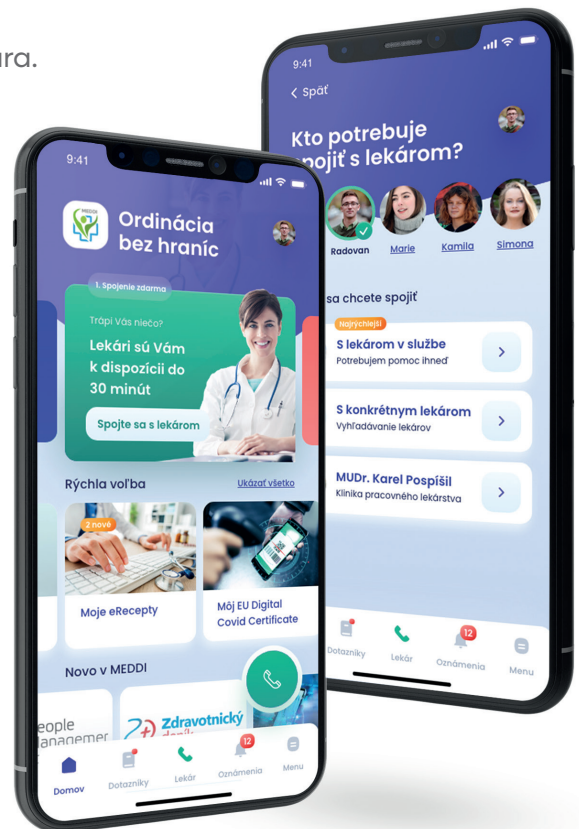 9:41
MEDDI
Ordinácia
bez hraníc
1. Spojenie zdarma
Trápi Vás niečo?
Lekári sú Vám
k dispozícii do
30 minút
Spojte sa s lekárom
Rýchla voľba
Ukázať všetko
2 nové
Moje eRecepty
Môj EU Digital
Covid Certificate
Novo v MEDDI
Zdravotnický
Domov
Dotazníky
Lekár
12
Oznámenia
Menu
9:41
Späť
Kto potrebuje
spojiť s lekárom?
Radovan
Marie
Kamila
Simona
sa chcete spojiť
Najrýchlejší
S lekárom v službe
Potrebujem pomoc ihneď
S konkrétnym lekárom
Vyhľadávanie lekárov
MUDr. Karel Pospíšil
Klinika pracovného lekárstva
Dotazníky
Lekár
12
Oznámenia
Menu